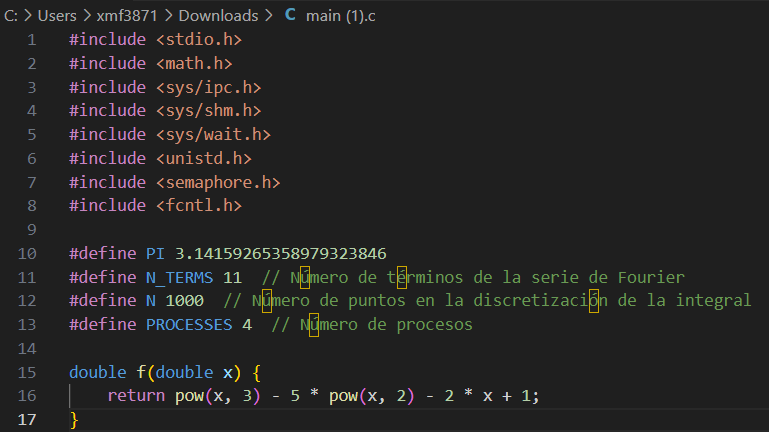 C: > Users > xmf3871 > Downloads > C main (1).c
1 #include <stdio.h>
2 #include <math.h>
3 #include <sys/ipc.h>
4 #include <sys/shm.h>
5 #include <sys/wait.h>
6 #include <unistd.h>
7 #include <semaphore.h>
8 #include <fcntl.h>
9
10 #define PI 3.14159265358979323846
11 #define N_TERMS 11  // Número de términos de la serie de Fourier
12 #define N 1000  // Número de puntos en la discretización de la integral
13 #define PROCESSES 4  // Número de procesos
14
15 double f(double x) {
16     return pow(x, 3) - 5 * pow(x, 2) - 2 * x + 1;
17 }